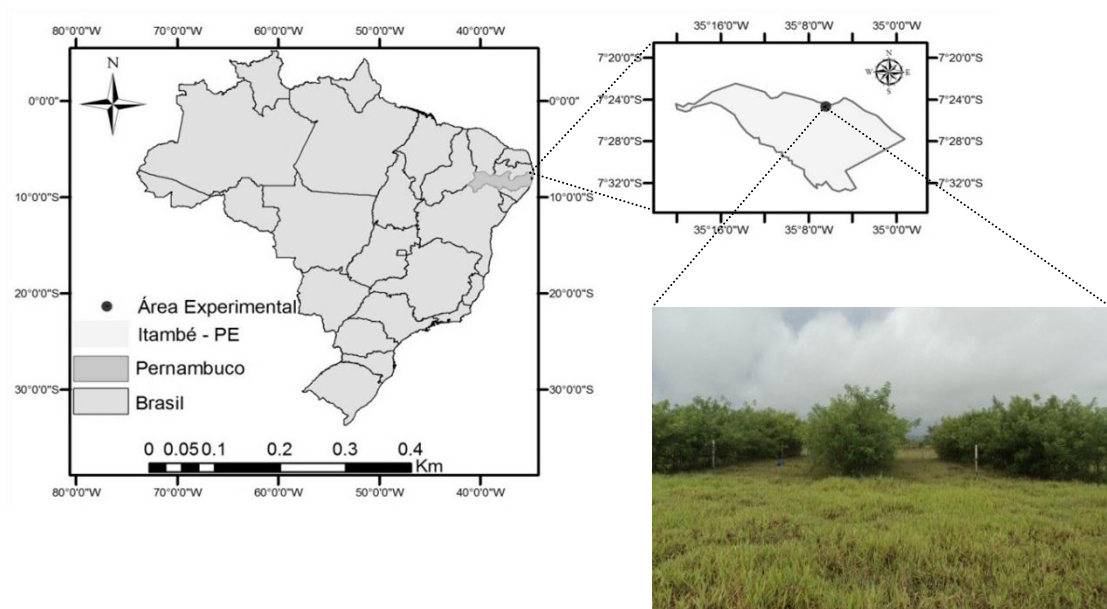 80°0'0"W 70°0'0"W 60°0'0"W 50°0'0"W 40°0'0"W
N
0°0'0"
0°0'0"
10°0'0"S
10°0'0"S
20°0'0"S
20°0'0"S
30°0'0"S
30°0'0"S
Área Experimental
Itambé - PE
Pernambuco
Brasil
0 0.05 0.1 0.2 0.3 0.4
Km
80°0'0"W 70°0'0"W 60°0'0"W 50°0'0"W 40°0'0"W
35°16'0"W 35°8'0"W 35°0'0"W
7°20'0"S
7°20'0"S
N
W E
S
7°24'0"S
7°24'0"S
7°28'0"S
7°28'0"S
7°32'0"S
7°32'0"S
35°16'0"W 35°8'0"W 35°0'0"W